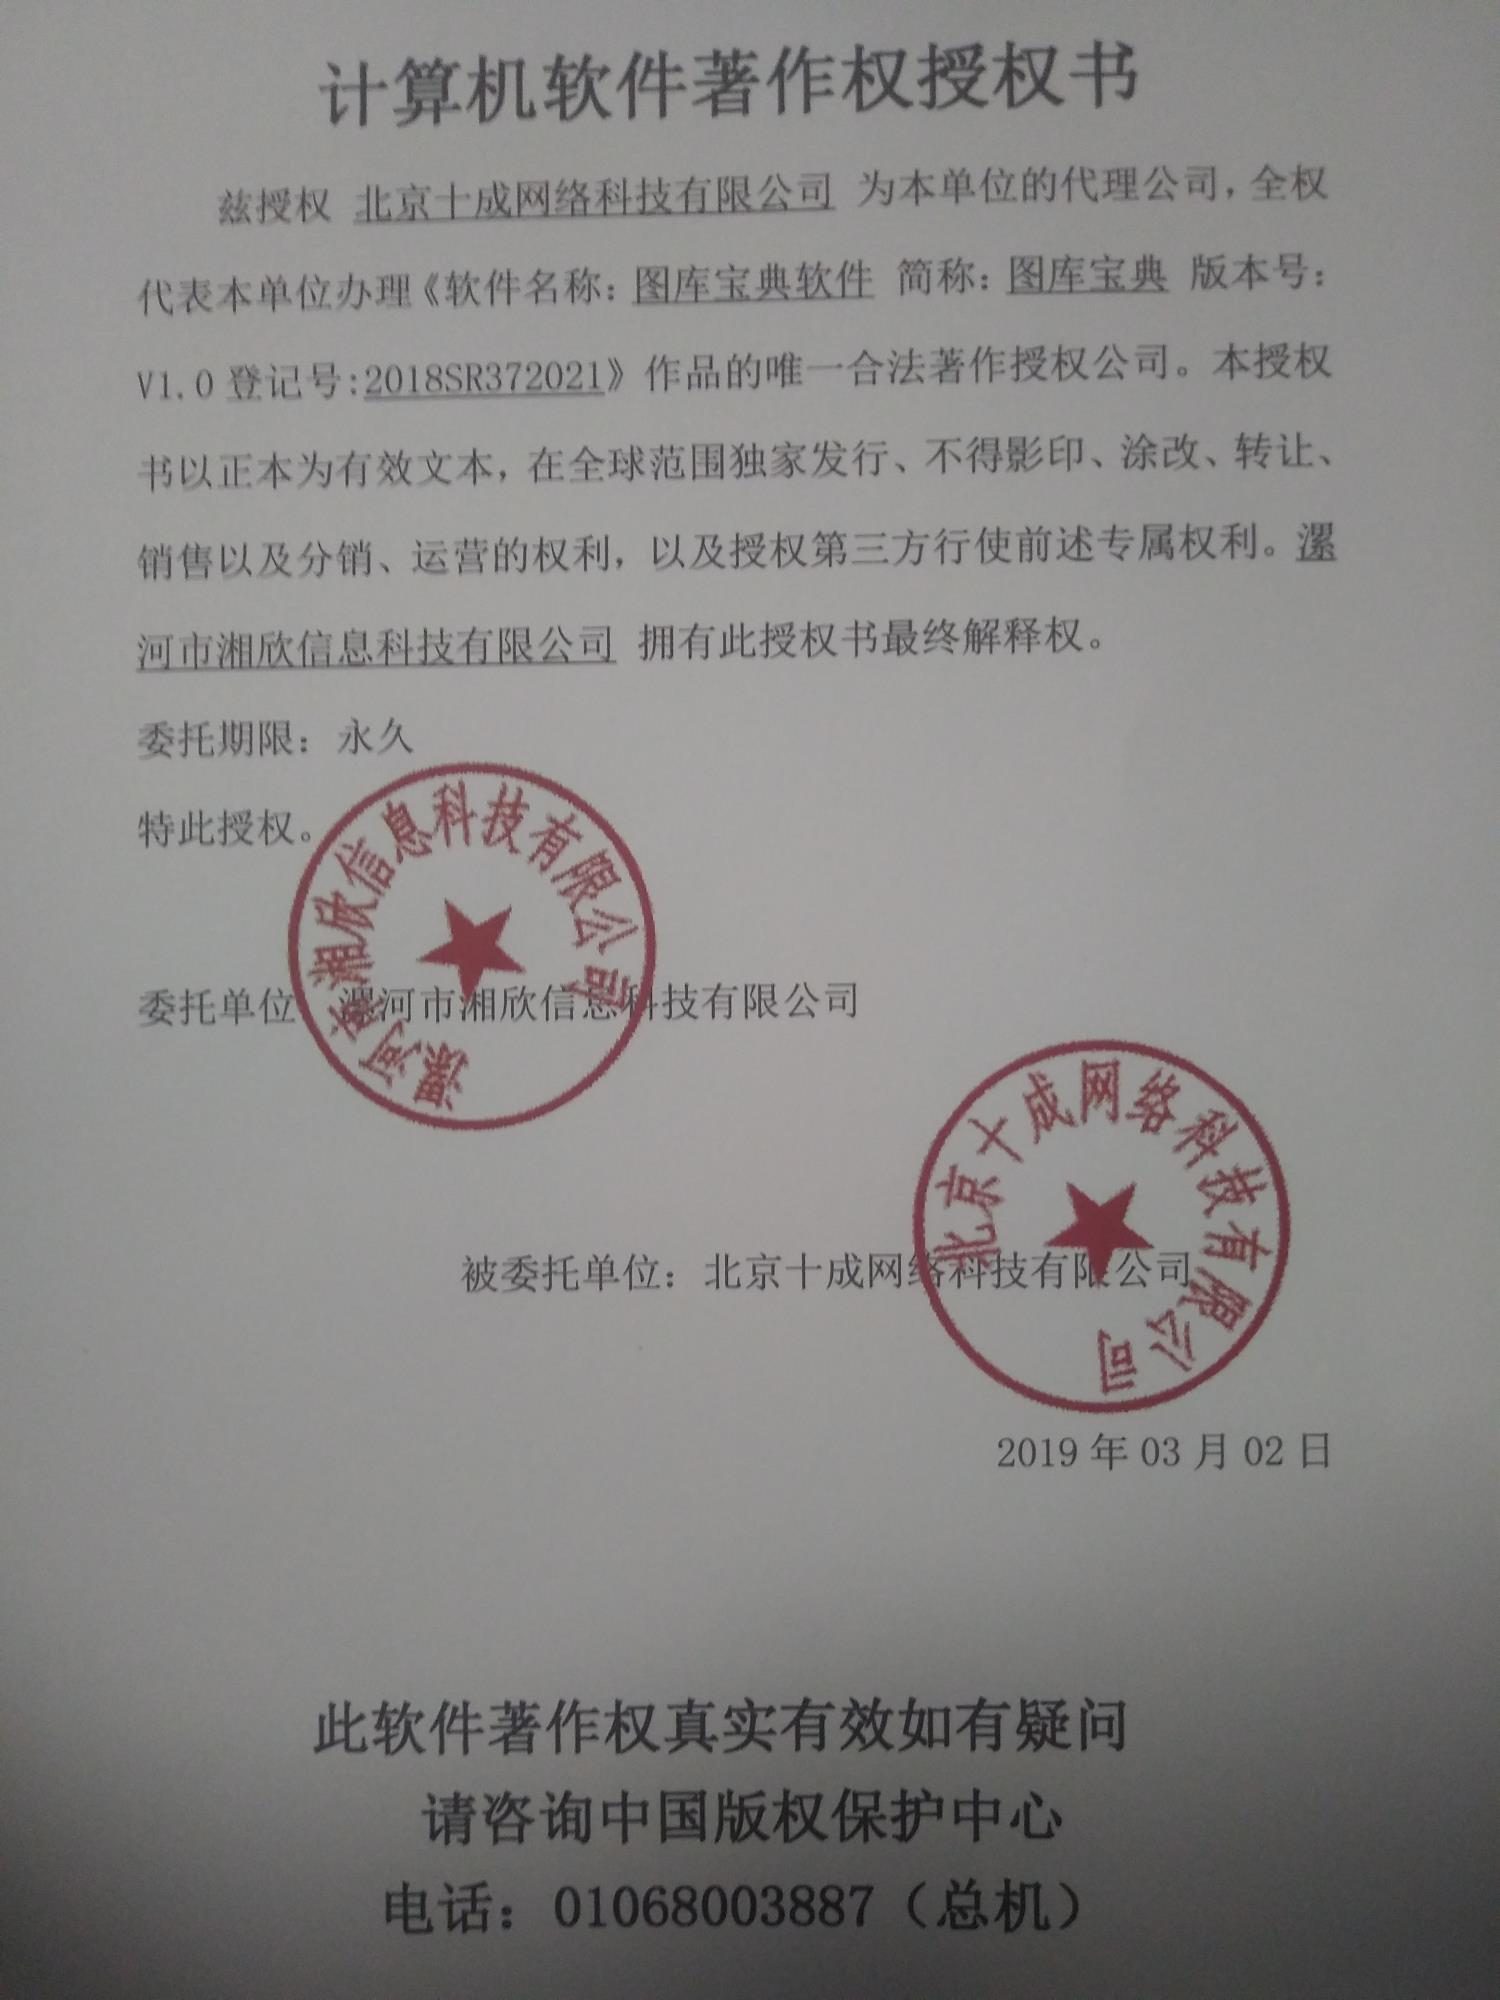 计算机软件著作权授权书
兹授权 北京十成网络科技有限公司 为本单位的代理公司，全权
代表本单位办理《软件名称：图库宝典软件 简称：图库宝典 版本号：
V1.0 登记号:2018SR372021》作品的唯一合法著作授权公司。本授权
书以正本为有效文本，在全球范围独家发行、不得影印、涂改、转让、
销售以及分销、运营的权利，以及授权第三方行使前述专属权利。漯
河市湘欣信息科技有限公司 拥有此授权书最终解释权。
委托期限：永久
特此授权。
漯河市湘欣信息科技有限公司
委托单位 漯河市湘欣信息科技有限公司
北京十成网络科技有限公司
被委托单位：北京十成网络科技有限公司
2019 年 03 月 02 日
此软件著作权真实有效如有疑问
请咨询中国版权保护中心
电话：01068003887（总机）